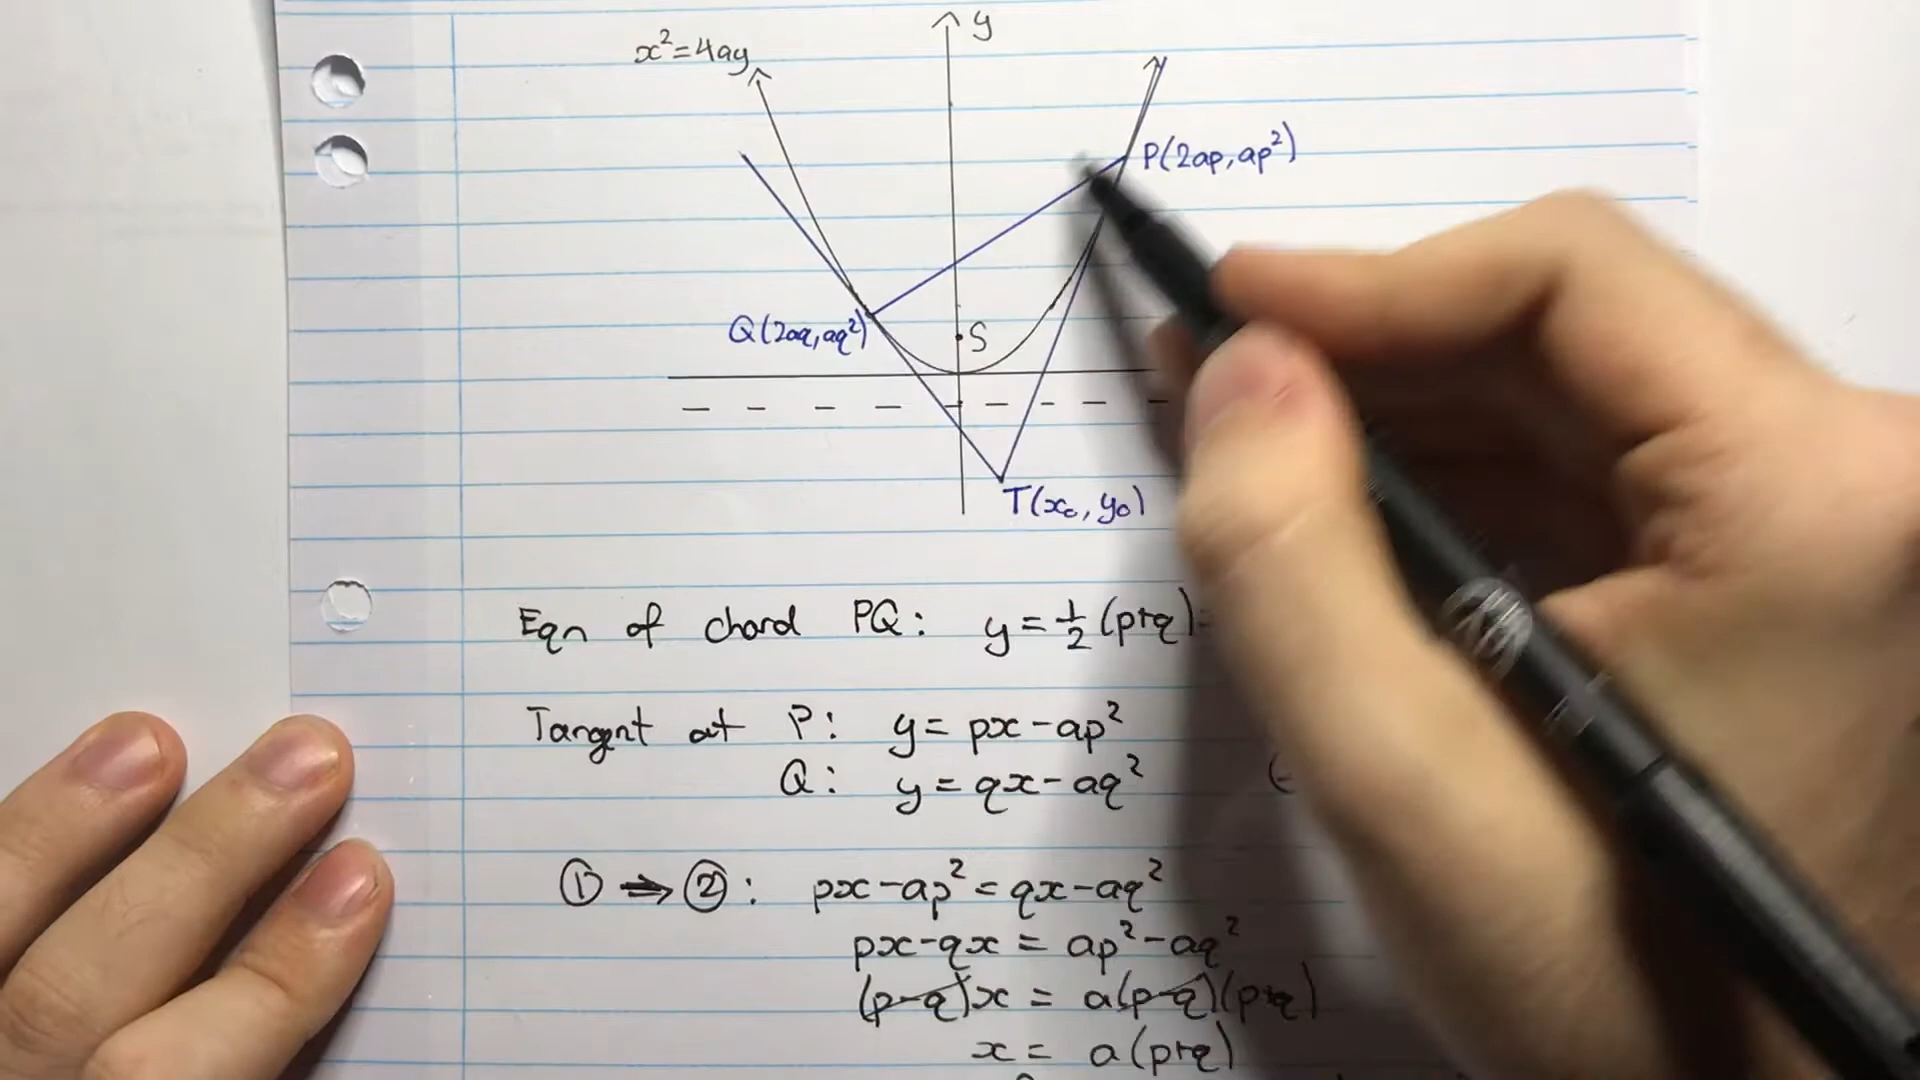 y
x²=4ay
P(2ap, ap²)
Q(2aq, aq²)
S
T(x₀, y₀)
Eqn of chord PQ: y = ½(p+q)
Tangent at P: y = px - ap²
Q: y = qx - aq²
① → ②: px - ap² = qx - aq²
px - qx = ap² - aq²
(p-q)x = a(p-q)(p+q)
x = a(p+q)